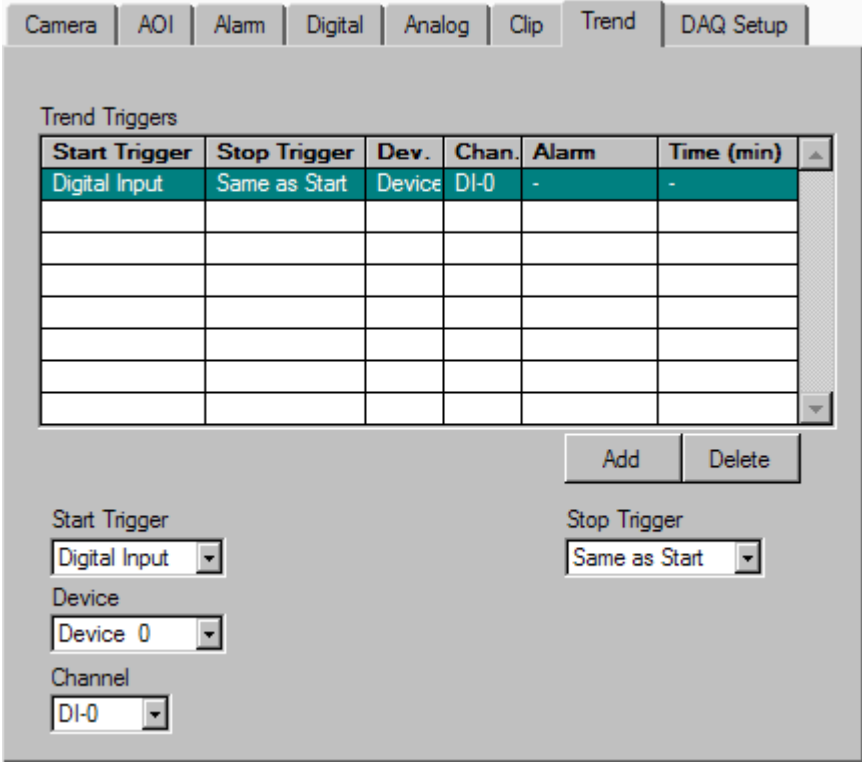 Camera AOI Alarm Digital Analog Clip Trend DAQ Setup
Trend Triggers
Start Trigger Stop Trigger Dev. Chan. Alarm Time (min)
Digital Input Same as Start Device DI-0 - -
Add Delete
Start Trigger Stop Trigger
Digital Input Same as Start
Device
Device 0
Channel
DI-0